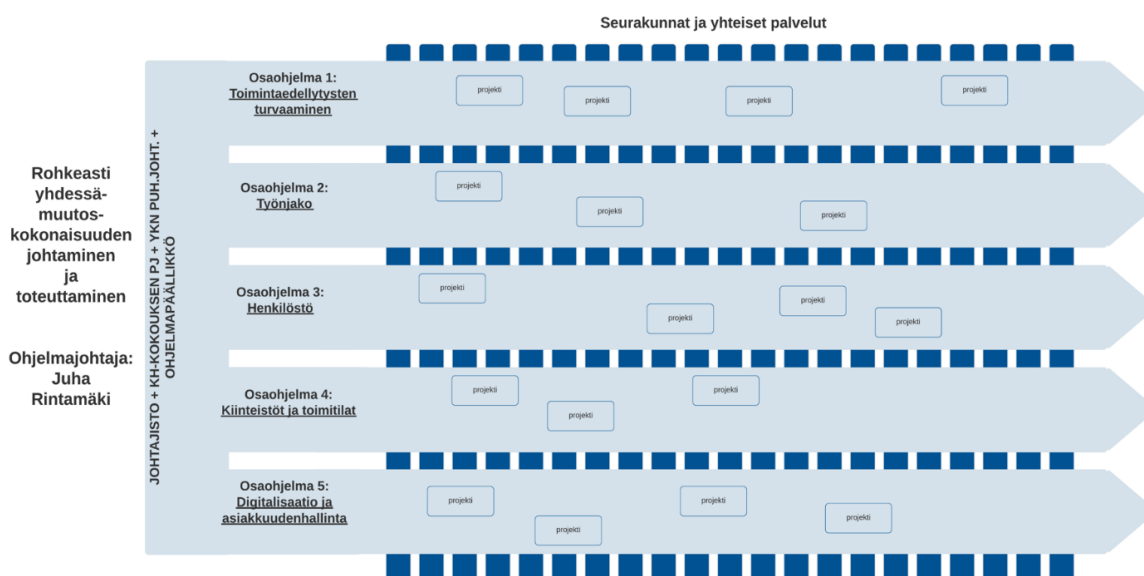 Seurakunnat ja yhteiset palvelut
Rohkeasti
yhdessä-
muutos-
kokonaisuuden
johtaminen
ja
toteuttaminen
Ohjelmajohtaja:
Juha
Rintamäki
JOHTAJISTO + KH-KOKOUKSEN PJ + YKN PUH.JOHT. +
OHJELMAPÄÄLLIKKÖ
Osaohjelma 1:
Toimintaedellytysten
turvaaminen
projekti
projekti
projekti
projekti
Osaohjelma 2:
Työnjako
projekti
projekti
projekti
Osaohjelma 3:
Henkilöstö
projekti
projekti
projekti
projekti
Osaohjelma 4:
Kiinteistöt ja toimitilat
projekti
projekti
projekti
Osaohjelma 5:
Digitalisaatio ja
asiakkuudenhallinta
projekti
projekti
projekti
projekti